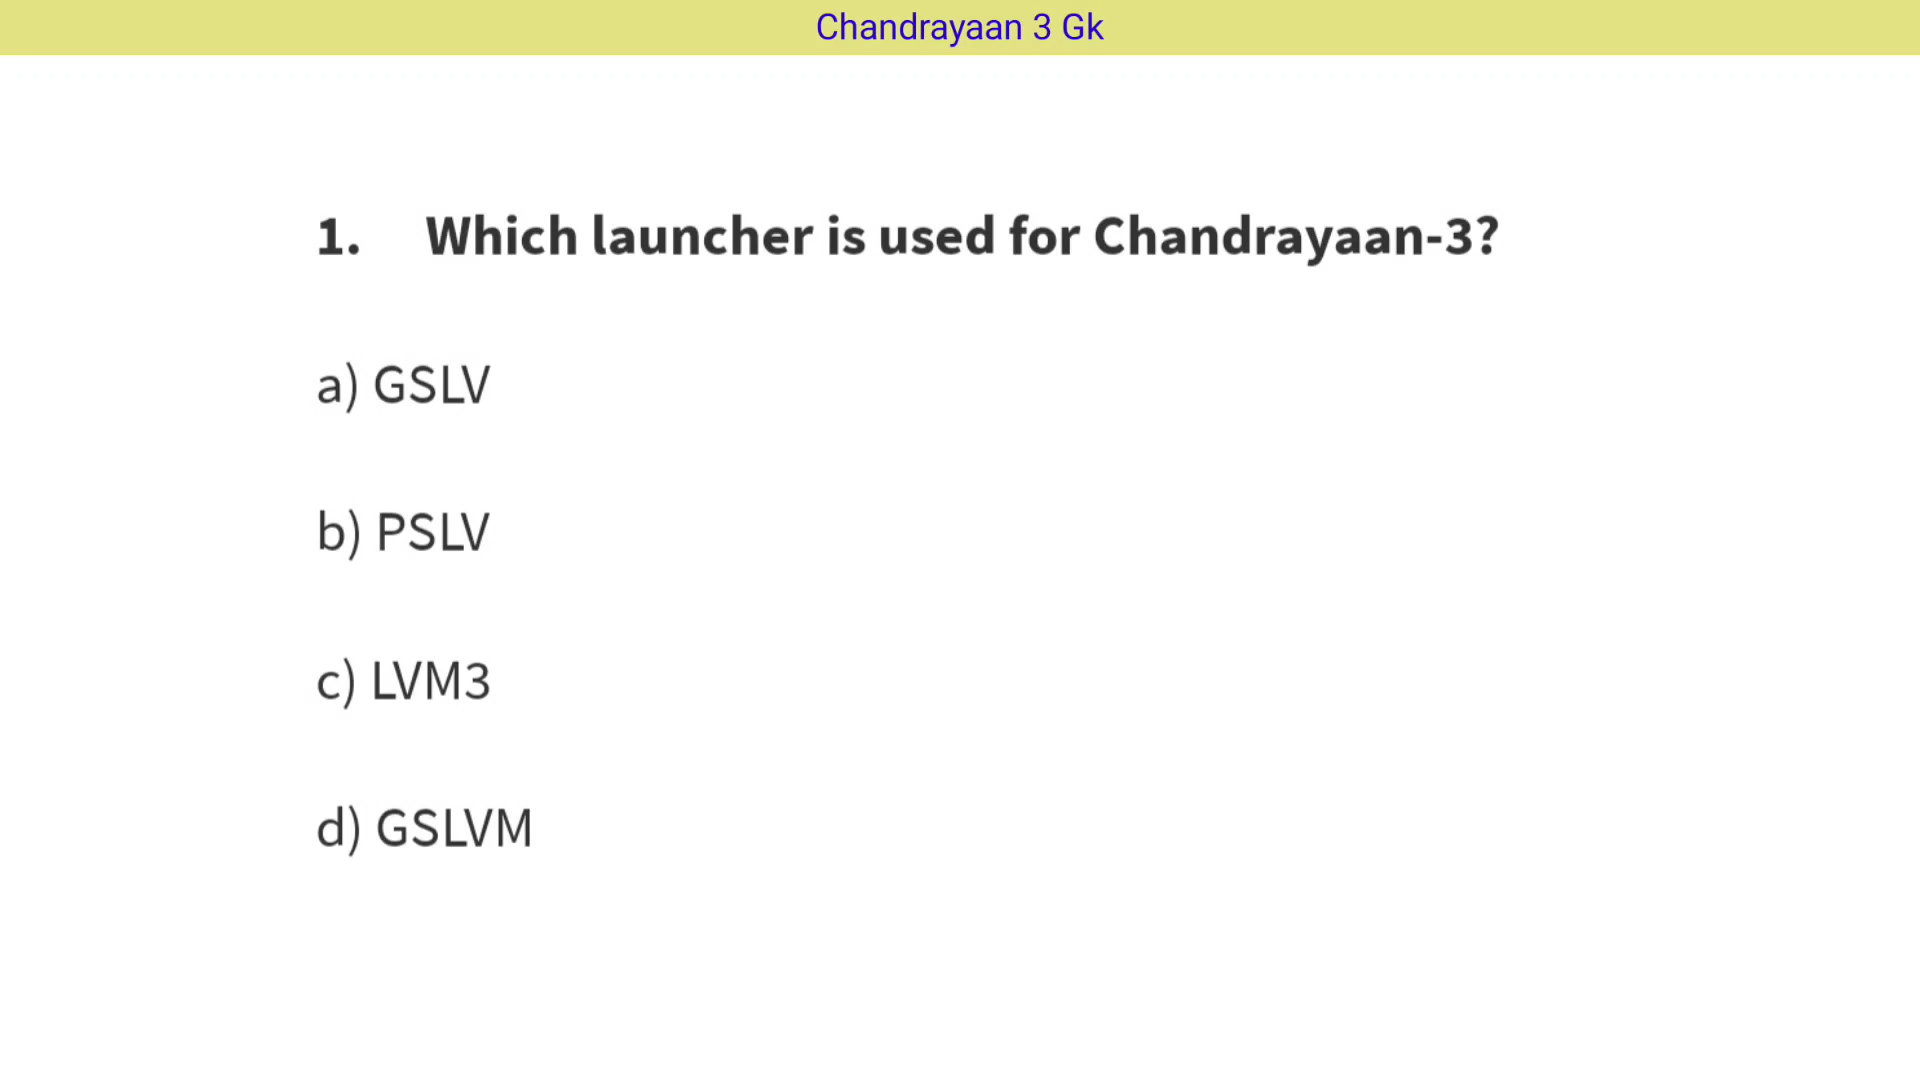 Chandrayaan 3 Gk
1. Which launcher is used for Chandrayaan-3?
a) GSLV
b) PSLV
c) LVM3
d) GSLVM